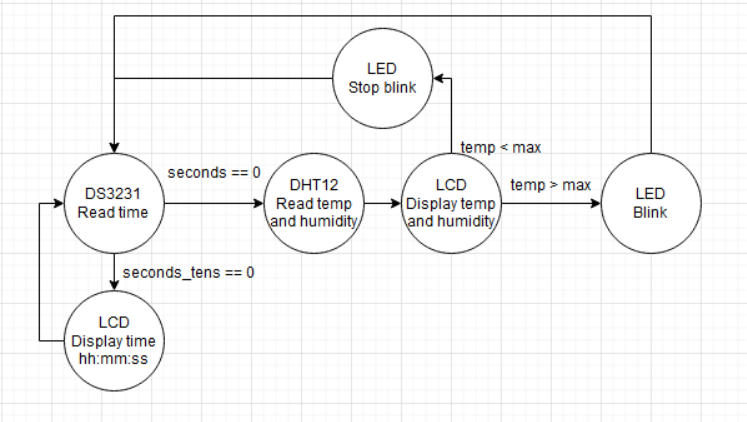 LED
Stop blink
temp < max
seconds == 0
DS3231
Read time
DHT12
Read temp
and humidity
LCD
Display temp
and humidity
temp > max
LED
Blink
seconds_tens == 0
LCD
Display time
hh:mm:ss